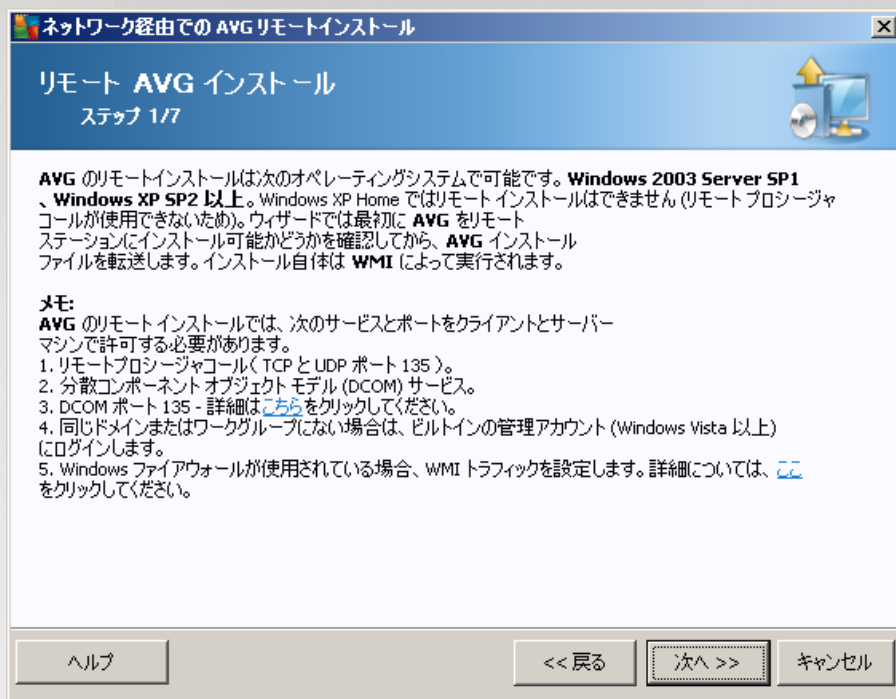 ネットワーク経由での AVG リモートインストール
リモート AVG インストール
ステップ 1/7
AVG のリモートインストールは次のオペレーティングシステムで可能です。Windows 2003 Server SP1
、Windows XP SP2 以上。Windows XP Home ではリモート インストールはできません (リモート プロシージャ
コールが使用できないため)。ウィザードでは最初に AVG をリモート
ステーションにインストール可能かどうかを確認してから、AVG インストール
ファイルを転送します。インストール自体は WMI によって実行されます。
メモ:
AVG のリモート インストールでは、次のサービスとポートをクライアントとサーバー
マシンで許可する必要があります。
1. リモートプロシージャコール( TCP と UDP ポート 135 )。
2. 分散コンポーネント オブジェクト モデル (DCOM) サービス。
3. DCOM ポート 135 - 詳細はこちらをクリックしてください。
4. 同じドメインまたはワークグループにない場合は、ビルトインの管理アカウント (Windows Vista 以上)
にログインします。
5. Windows ファイアウォールが使用されている場合、WMI トラフィックを設定します。詳細については、ここ
をクリックしてください。
ヘルプ
<< 戻る
次へ >>
キャンセル